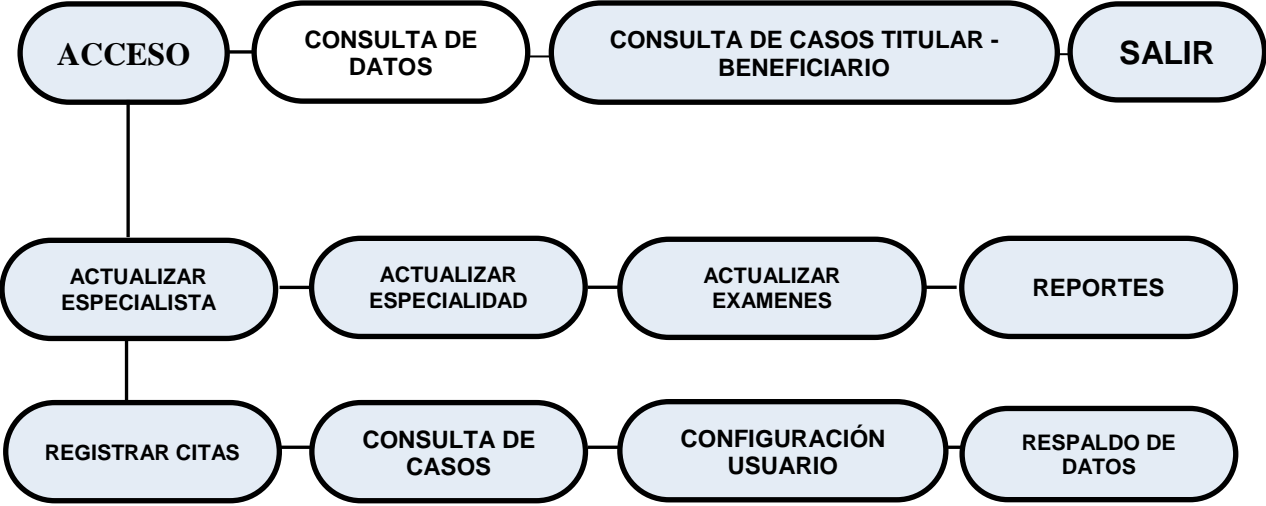 ACCESO
CONSULTA DE
DATOS
CONSULTA DE CASOS TITULAR -
BENEFICIARIO
SALIR
ACTUALIZAR
ESPECIALISTA
ACTUALIZAR
ESPECIALIDAD
ACTUALIZAR
EXAMENES
REPORTES
REGISTRAR CITAS
CONSULTA DE
CASOS
CONFIGURACIÓN
USUARIO
RESPALDO DE
DATOS